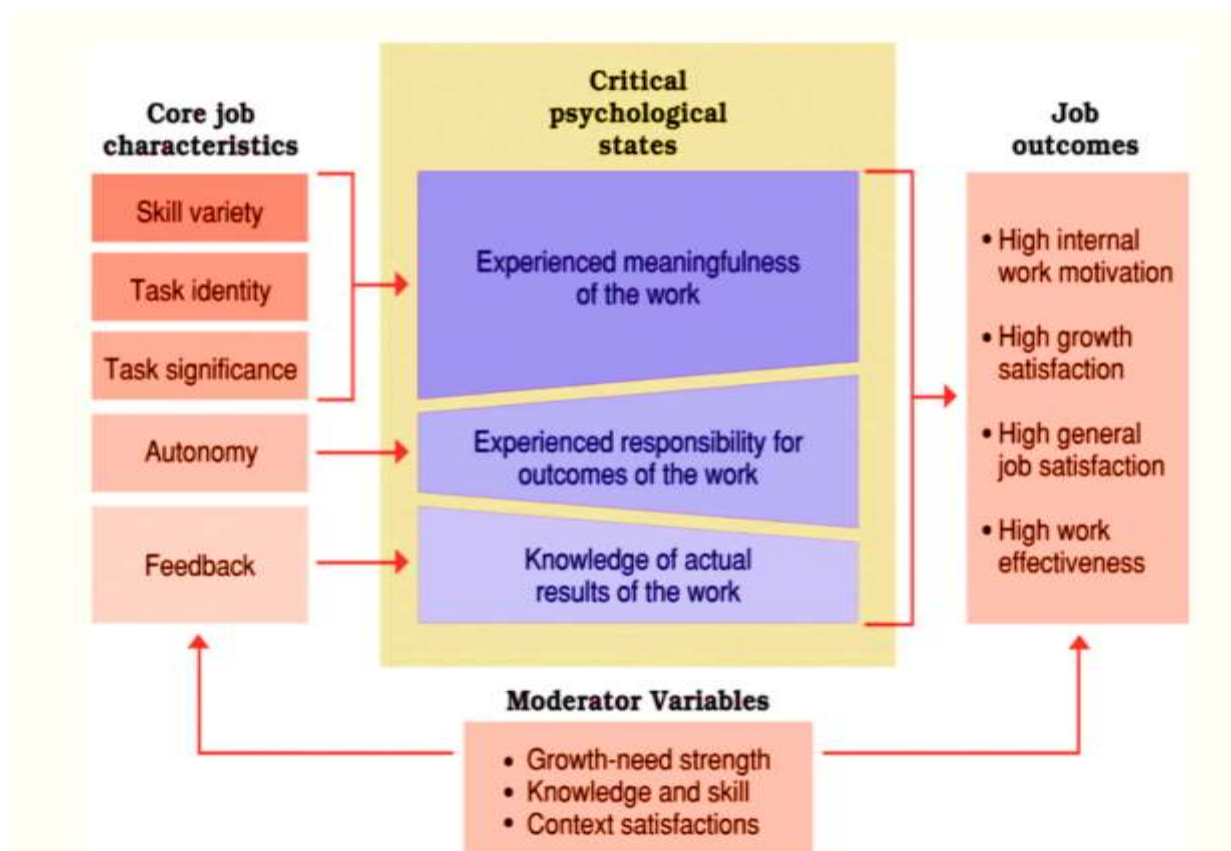 Core job
characteristics
Skill variety
Task identity
Task significance
Autonomy
Feedback
Critical
psychological
states
Experienced meaningfulness
of the work
Experienced responsibility for
outcomes of the work
Knowledge of actual
results of the work
Job
outcomes
• High internal
work motivation
• High growth
satisfaction
• High general
job satisfaction
• High work
effectiveness
Moderator Variables
• Growth-need strength
• Knowledge and skill
• Context satisfactions